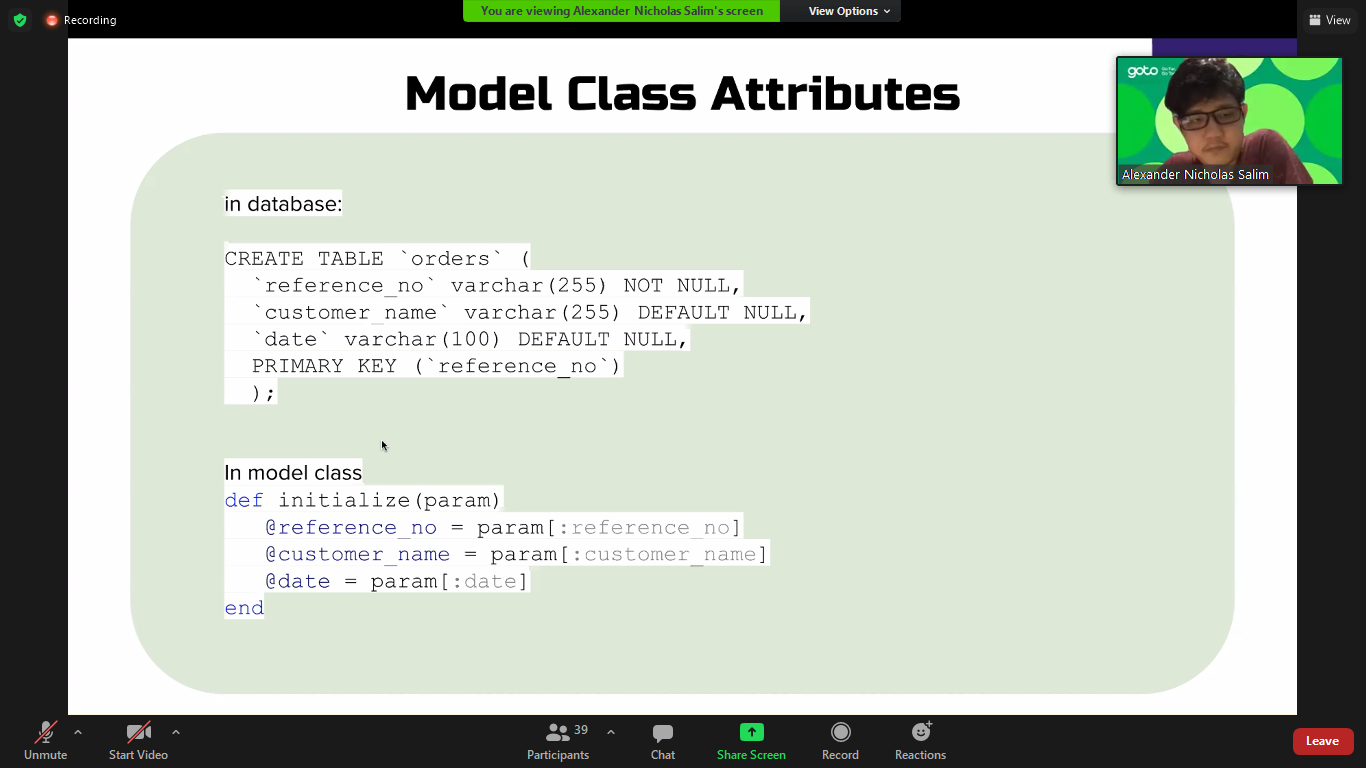 Recording
You are viewing Alexander Nicholas Salim's screen
View Options
View
Model Class Attributes
goto
Alexander Nicholas Salim
in database:
CREATE TABLE `orders` (
`reference_no` varchar(255) NOT NULL,
`customer_name` varchar(255) DEFAULT NULL,
`date` varchar(100) DEFAULT NULL,
PRIMARY KEY (`reference_no`)
);
In model class
def initialize(param)
@reference_no = param[:reference_no]
@customer_name = param[:customer_name]
@date = param[:date]
end
Unmute
Start Video
39
Participants
Chat
Share Screen
Record
Reactions
Leave